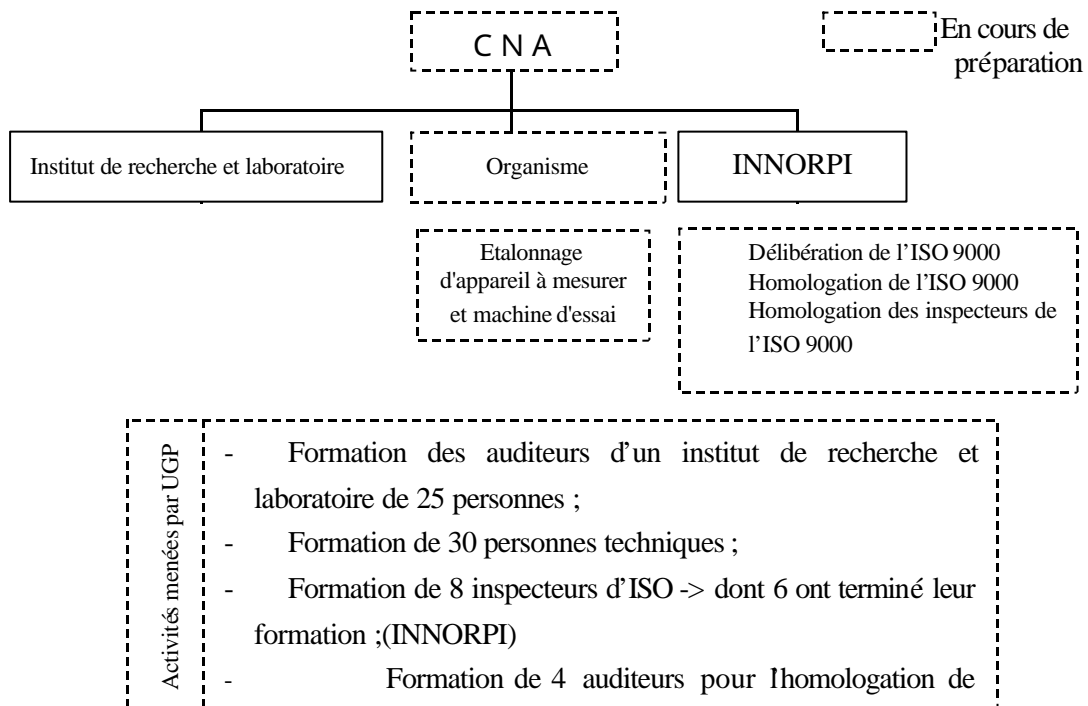 C N A
En cours de
préparation
Institut de recherche et laboratoire
Organisme
INNORPI
Etalonnage
d'appareil à mesurer
et machine d'essai
Délibération de l'ISO 9000
Homologation de l'ISO 9000
Homologation des inspecteurs de
l'ISO 9000
Activités menées par UGP
- Formation des auditeurs d'un institut de recherche et
laboratoire de 25 personnes ;
- Formation de 30 personnes techniques ;
- Formation de 8 inspecteurs d'ISO -> dont 6 ont terminé leur
formation ;(INNORPI)
- Formation de 4 auditeurs pour l'homologation de